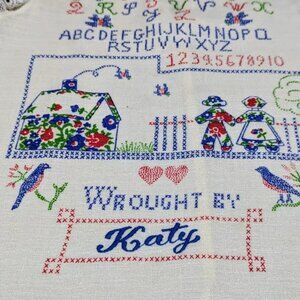 Q R S T U V W X
ABCDEFGHIJKLMNOPQ
RSTUVWXYZ
12345678910
WROUGHT BY
Katy